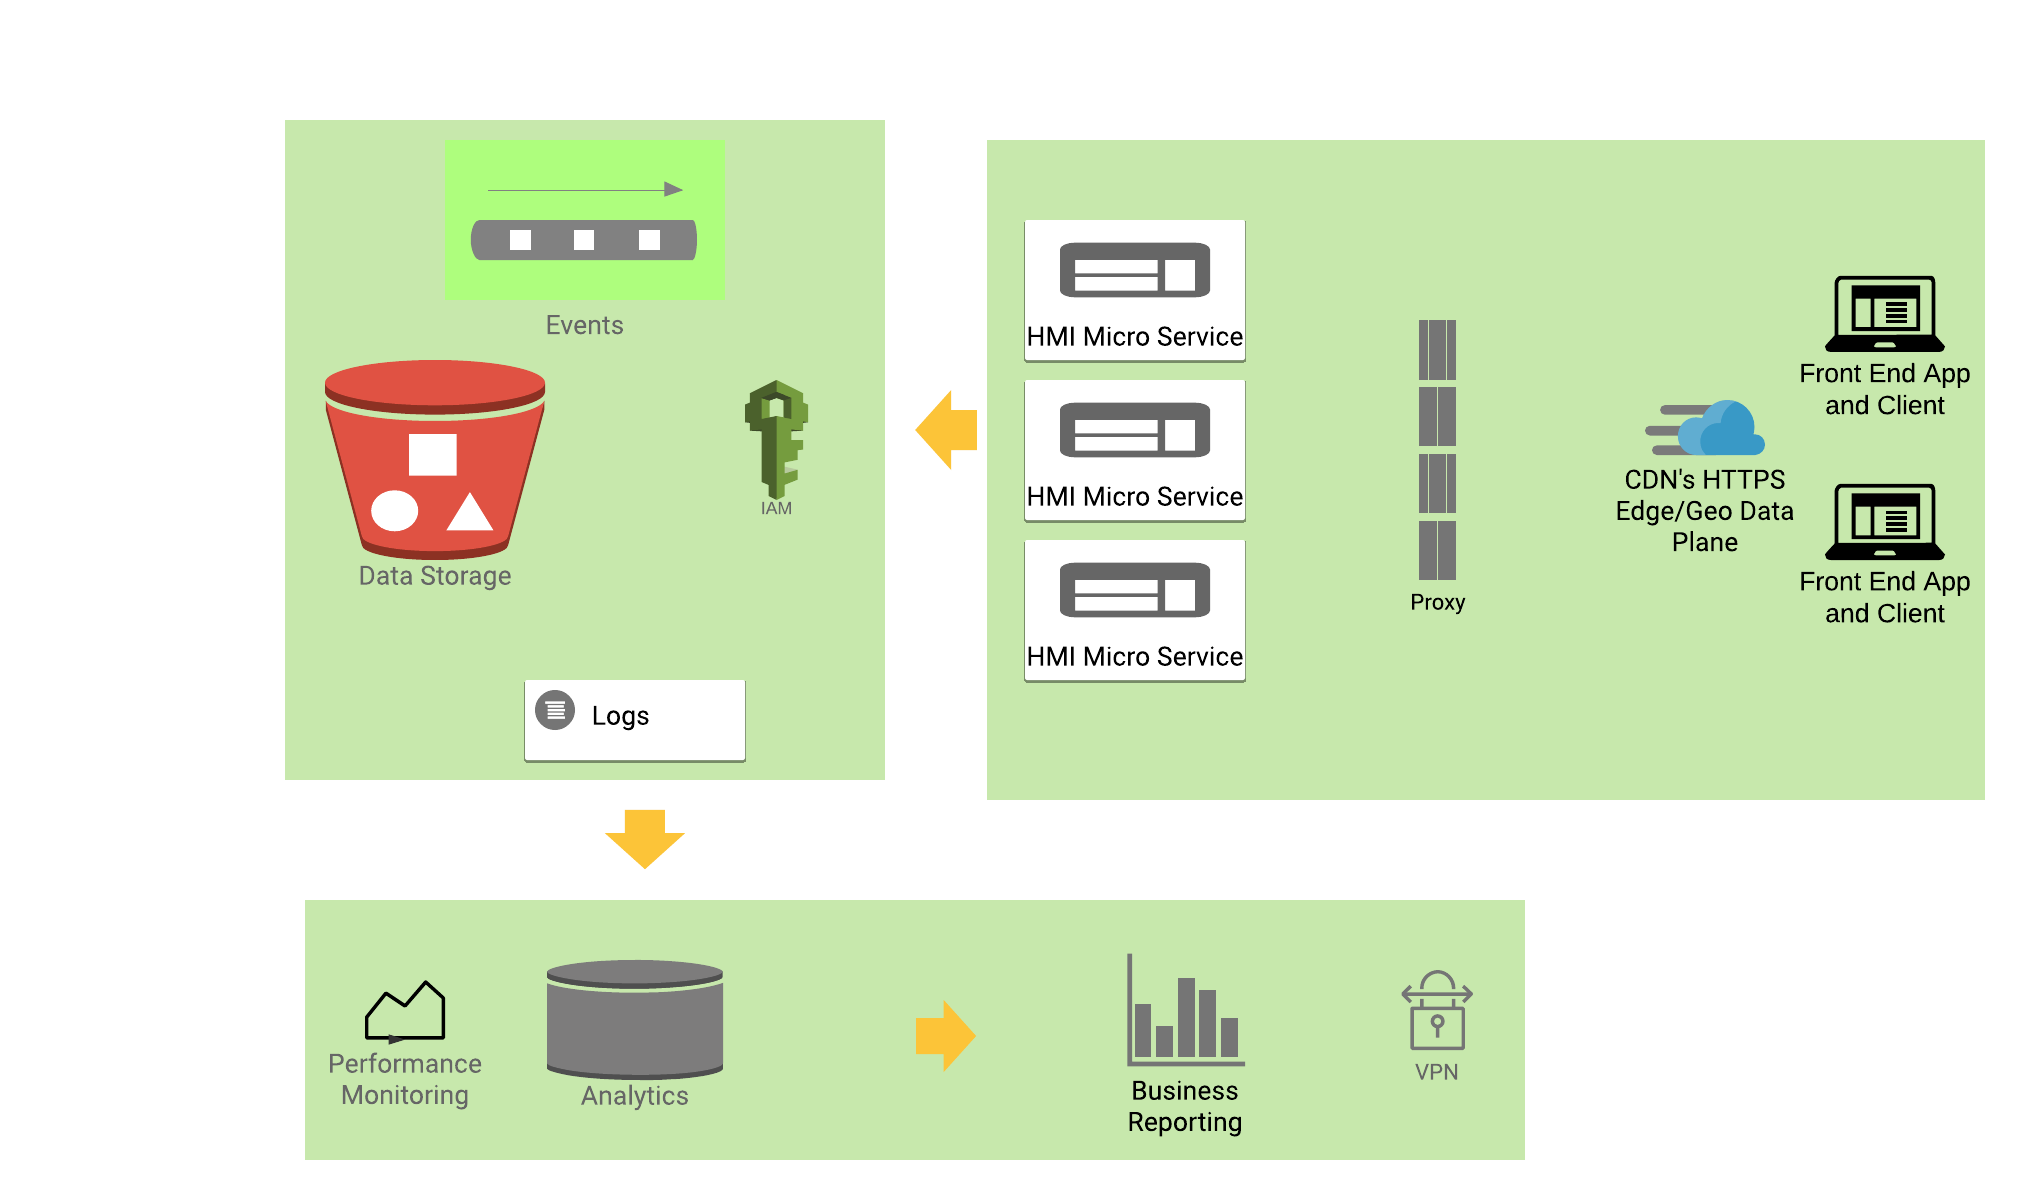 Events
Data Storage
IAM
Logs
HMI Micro Service
HMI Micro Service
HMI Micro Service
Proxy
CDN's HTTPS
Edge/Geo Data
Plane
Front End App
and Client
Front End App
and Client
Performance
Monitoring
Analytics
Business
Reporting
VPN